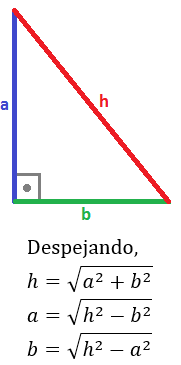 a
h
b
Despejando,
h = √(a² + b²)
a = √(h² − b²)
b = √(h² − a²)